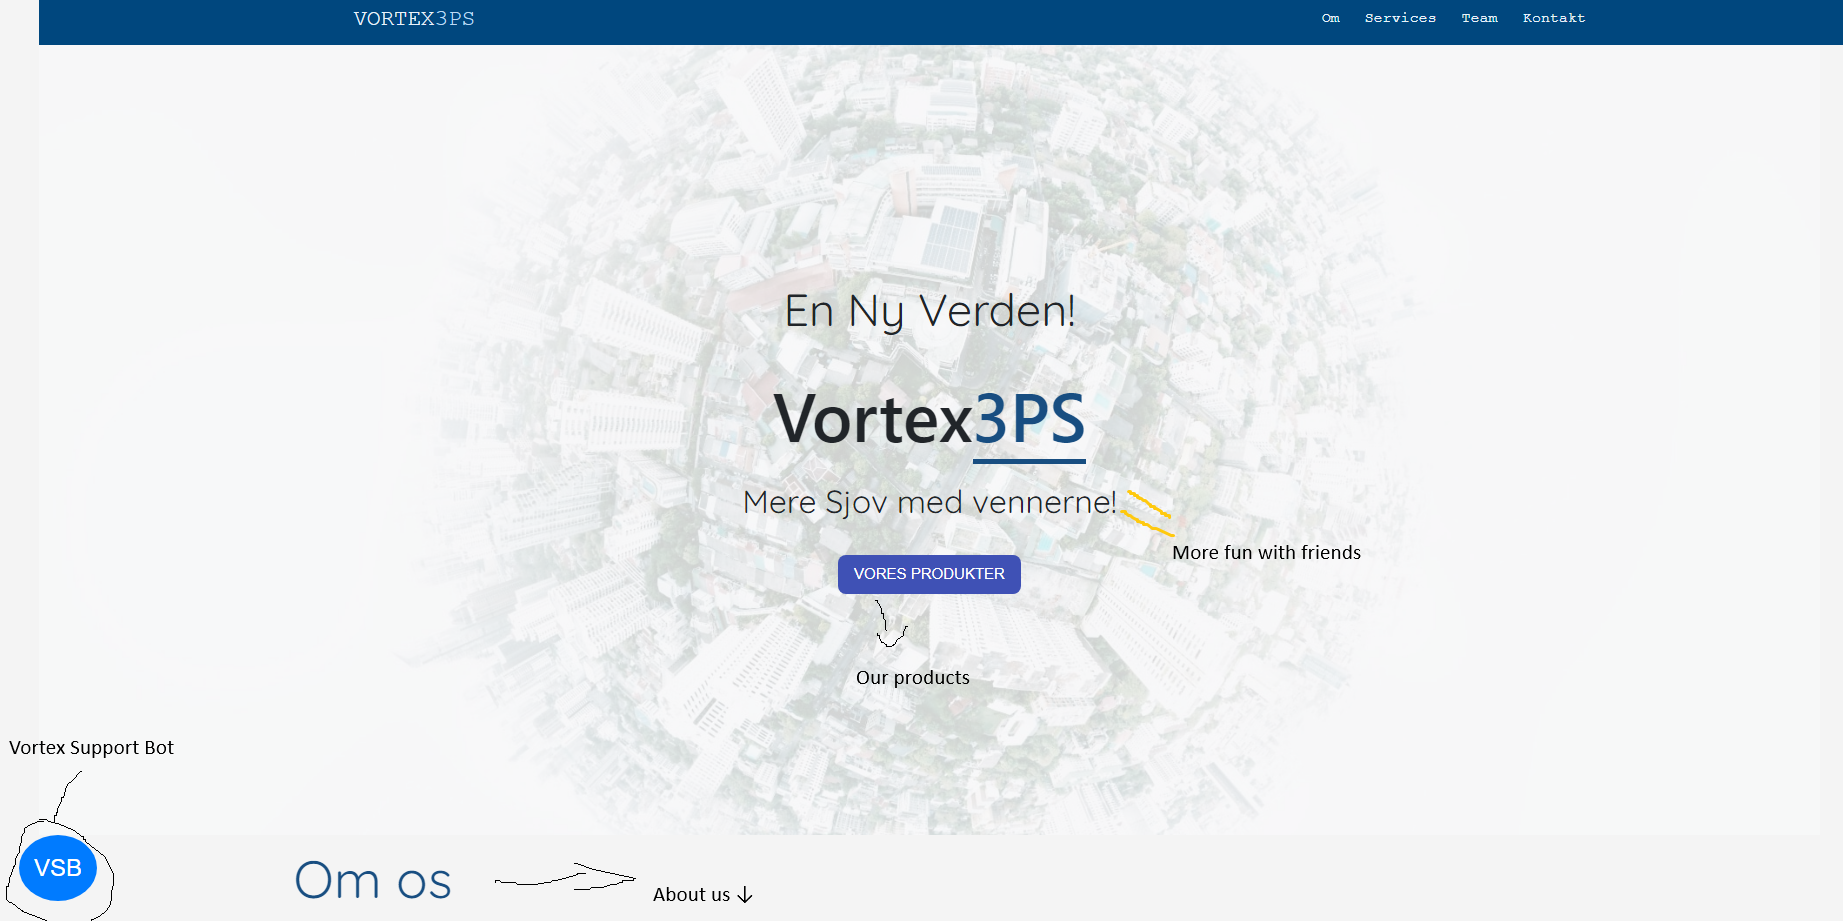 VORTEX3PS
Om Services Team Kontakt
En Ny Verden!
Vortex3PS
Mere Sjov med vennerne!
More fun with friends
VORES PRODUKTER
Our products
Vortex Support Bot
VSB
Om os
About us ↓